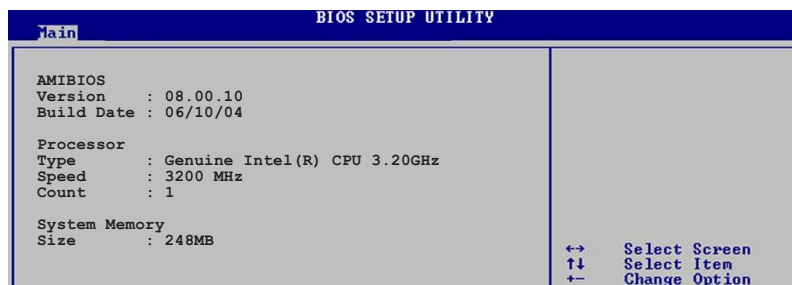 BIOS SETUP UTILITY
Main
AMIBIOS
Version : 08.00.10
Build Date : 06/10/04
Processor
Type : Genuine Intel(R) CPU 3.20GHz
Speed : 3200 MHz
Count : 1
System Memory
Size : 248MB
↔ Select Screen
↑↓ Select Item
+- Change Option